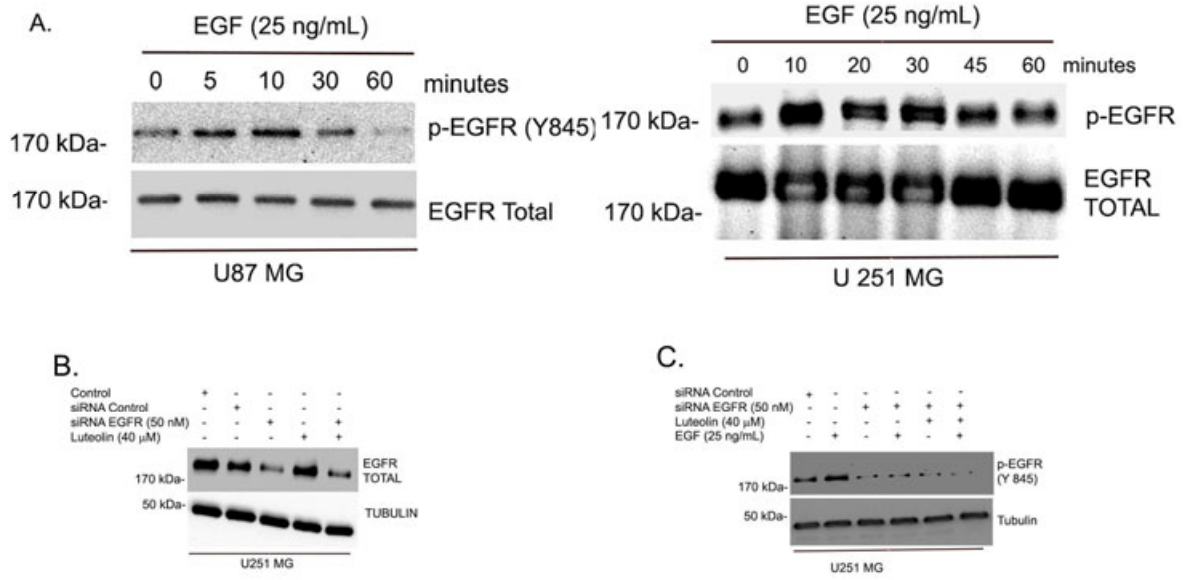 A.
EGF (25 ng/mL)
0 5 10 30 60 minutes
170 kDa- p-EGFR (Y845)
170 kDa- EGFR Total
U87 MG
EGF (25 ng/mL)
0 10 20 30 45 60 minutes
170 kDa- p-EGFR
EGFR
TOTAL
170 kDa-
U 251 MG
B.
Control + - - - -
siRNA Control - + - - -
siRNA EGFR (50 nM) - - + - +
Luteolin (40 μM) - - - + +
EGFR
TOTAL
170 kDa-
50 kDa-
TUBULIN
U251 MG
C.
siRNA Control + - - - - -
siRNA EGFR (50 nM) - - + + + +
Luteolin (40 μM) - - - - + +
EGF (25 ng/mL) - + - + - +
p-EGFR
(Y 845)
170 kDa-
50 kDa-
Tubulin
U251 MG